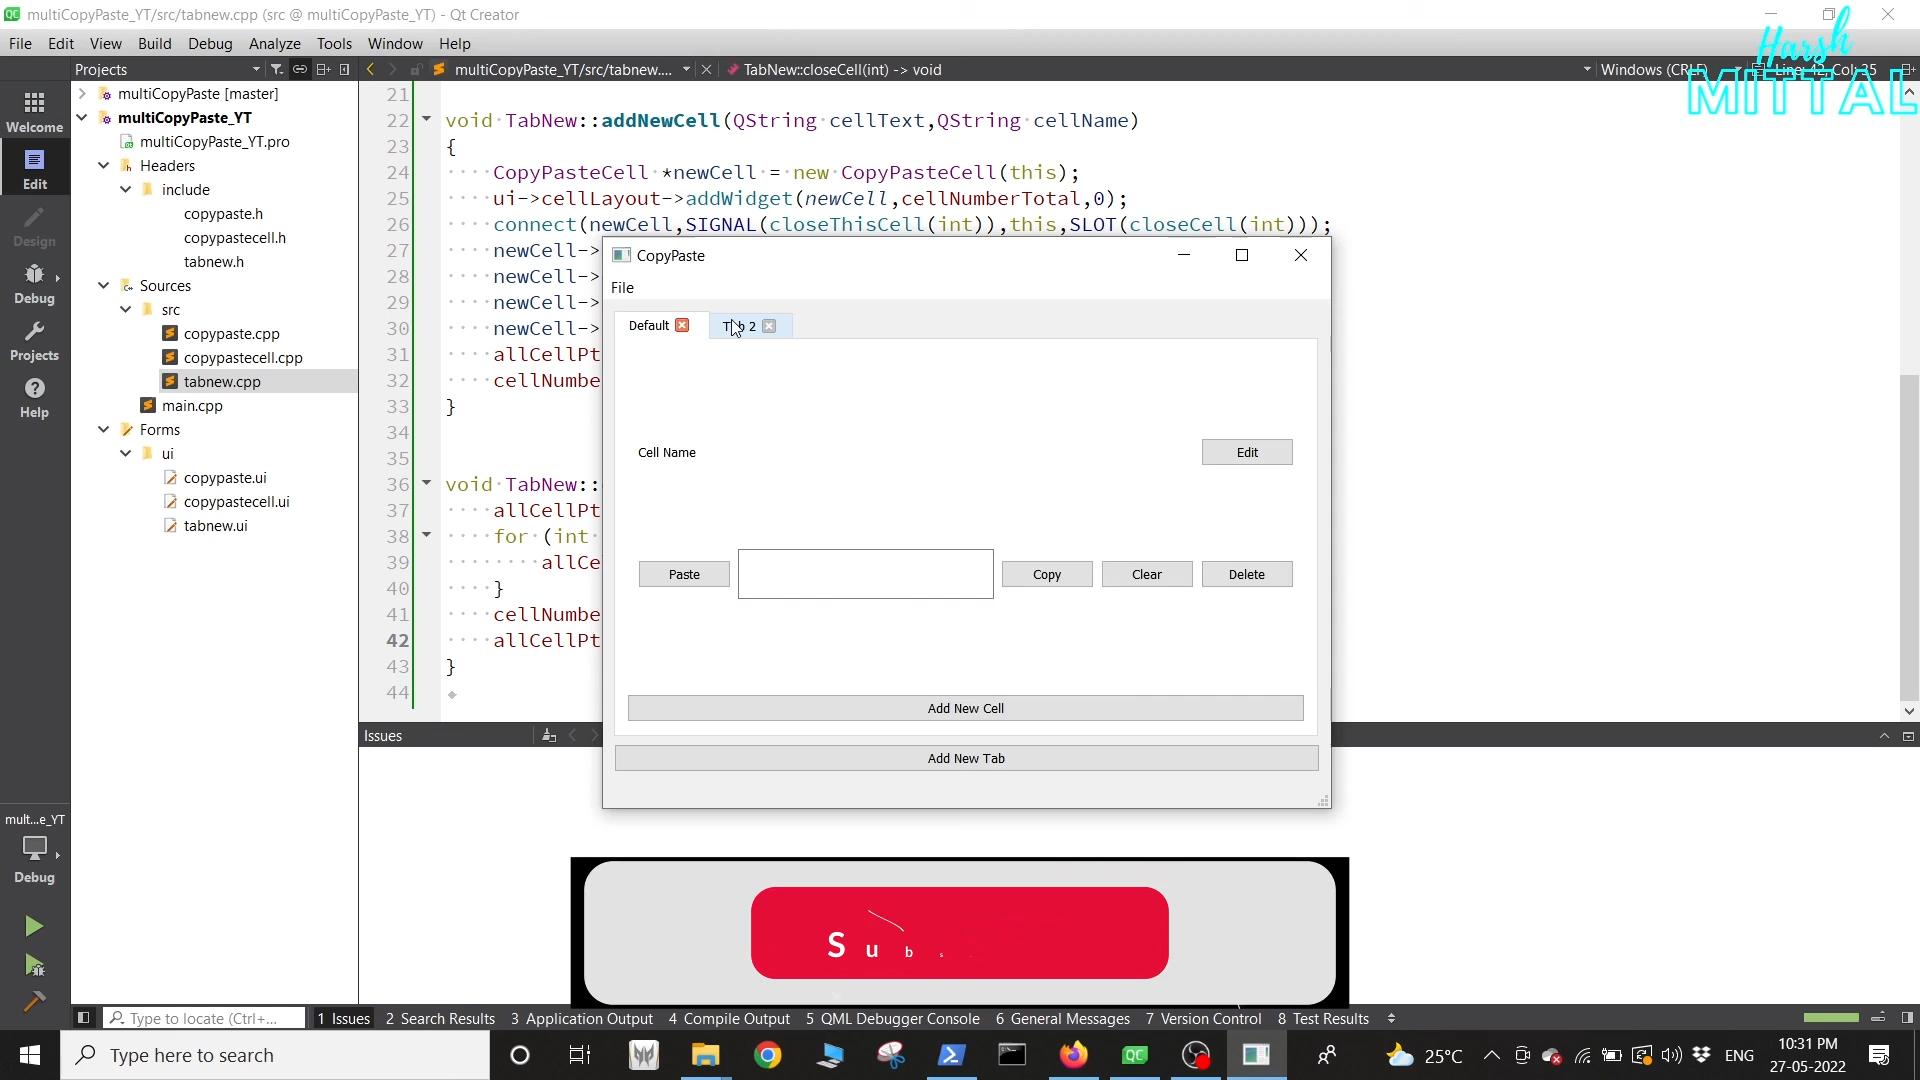 multiCopyPaste_YT/src/tabnew.cpp (src @ multiCopyPaste_YT) - Qt Creator
Harsh
MITTAL
File Edit View Build Debug Analyze Tools Window Help
Projects
multiCopyPaste_YT/src/tabnew....
TabNew::closeCell(int) -> void
Windows (CRLF)
Line: 42, Col: 35
Welcome
Edit
Design
Debug
Projects
Help
mult...e_YT
Debug
multiCopyPaste [master]
multiCopyPaste_YT
multiCopyPaste_YT.pro
Headers
include
copypaste.h
copypastecell.h
tabnew.h
Sources
src
copypaste.cpp
copypastecell.cpp
tabnew.cpp
main.cpp
Forms
ui
copypaste.ui
copypastecell.ui
tabnew.ui
21
22 void TabNew::addNewCell(QString cellText,QString cellName)
23 {
24 CopyPasteCell *newCell = new CopyPasteCell(this);
25 ui->cellLayout->addWidget(newCell,cellNumberTotal,0);
26 connect(newCell,SIGNAL(closeThisCell(int)),this,SLOT(closeCell(int)));
27 newCell->
28 newCell->
29 newCell->
30 newCell->
31 allCellPt
32 cellNumbe
33 }
34
35
36 void TabNew::
37 allCellPt
38 for (int
39 allCe
40 }
41 cellNumbe
42 allCellPt
43 }
44
CopyPaste
File
Default
Tab 2
Cell Name
Edit
Paste
Copy
Clear
Delete
Add New Cell
Add New Tab
Issues
S u b s
Type to locate (Ctrl+...
1 Issues 2 Search Results 3 Application Output 4 Compile Output 5 QML Debugger Console 6 General Messages 7 Version Control 8 Test Results
Type here to search
25°C
ENG
10:31 PM
27-05-2022